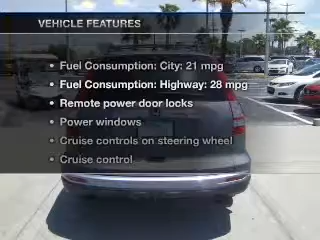 VEHICLE FEATURES
• Fuel Consumption: City: 21 mpg
• Fuel Consumption: Highway: 28 mpg
• Remote power door locks
• Power windows
• Cruise controls on steering wheel
• Cruise control